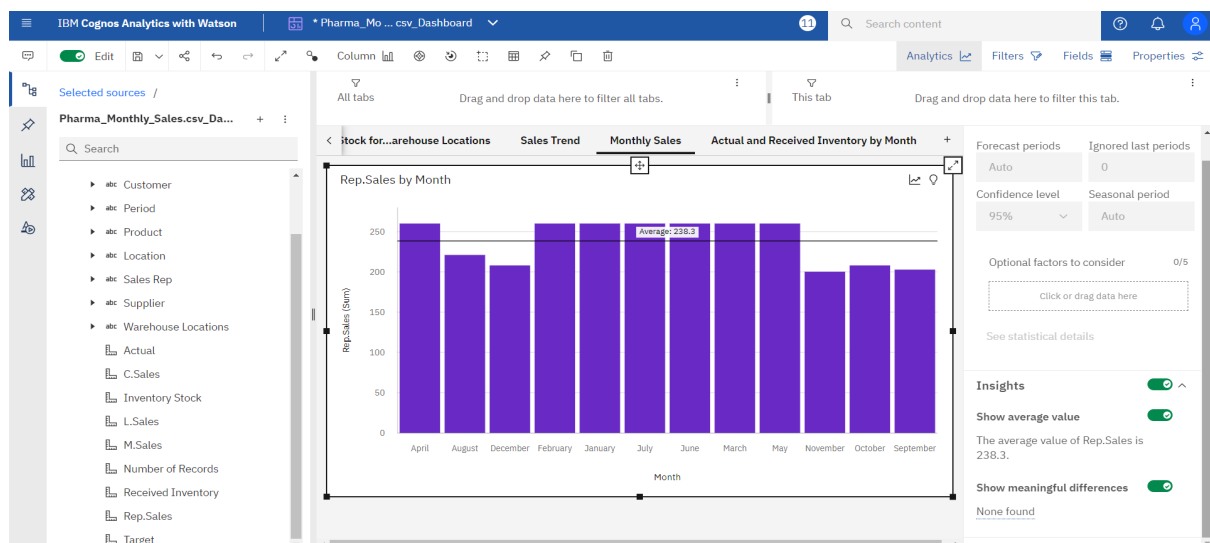 IBM Cognos Analytics with Watson
* Pharma_Mo ... csv_Dashboard
11
Search content
Edit
Column
Analytics
Filters
Fields
Properties
Selected sources /
Pharma_Monthly_Sales.csv_Da...
Search
abc Customer
abc Period
abc Product
abc Location
abc Sales Rep
abc Supplier
abc Warehouse Locations
Actual
C.Sales
Inventory Stock
L.Sales
M.Sales
Number of Records
Received Inventory
Rep.Sales
Target
All tabs
Drag and drop data here to filter all tabs.
This tab
Drag and drop data here to filter this tab.
Stock for...arehouse Locations
Sales Trend
Monthly Sales
Actual and Received Inventory by Month
Rep.Sales by Month
Rep.Sales (Sum)
250
200
150
100
50
0
Average: 238.3
April August December February January July June March May November October September
Month
Forecast periods Ignored last periods
Auto 0
Confidence level Seasonal period
95% Auto
Optional factors to consider 0/5
Click or drag data here
See statistical details
Insights
Show average value
The average value of Rep.Sales is
238.3.
Show meaningful differences
None found